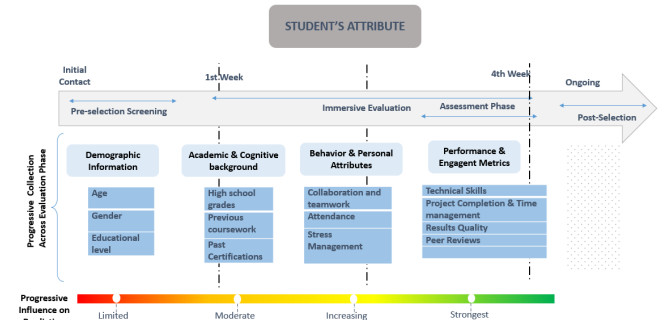 STUDENT'S ATTRIBUTE
Initial
Contact
1st Week
4th Week
Ongoing
Pre-selection Screening
Immersive Evaluation
Assessment Phase
Post-Selection
Progressive Collection
Across Evaluation Phase
Demographic
Information
Age
Gender
Educational
level
Academic & Cognitive
background
High school
grades
Previous
coursework
Past
Certifications
Behavior & Personal
Attributes
Collaboration and
teamwork
Attendance
Stress
Management
Performance &
Engagent Metrics
Technical Skills
Project Completion & Time
management
Results Quality
Peer Reviews
Progressive
Influence on
Limited
Moderate
Increasing
Strongest